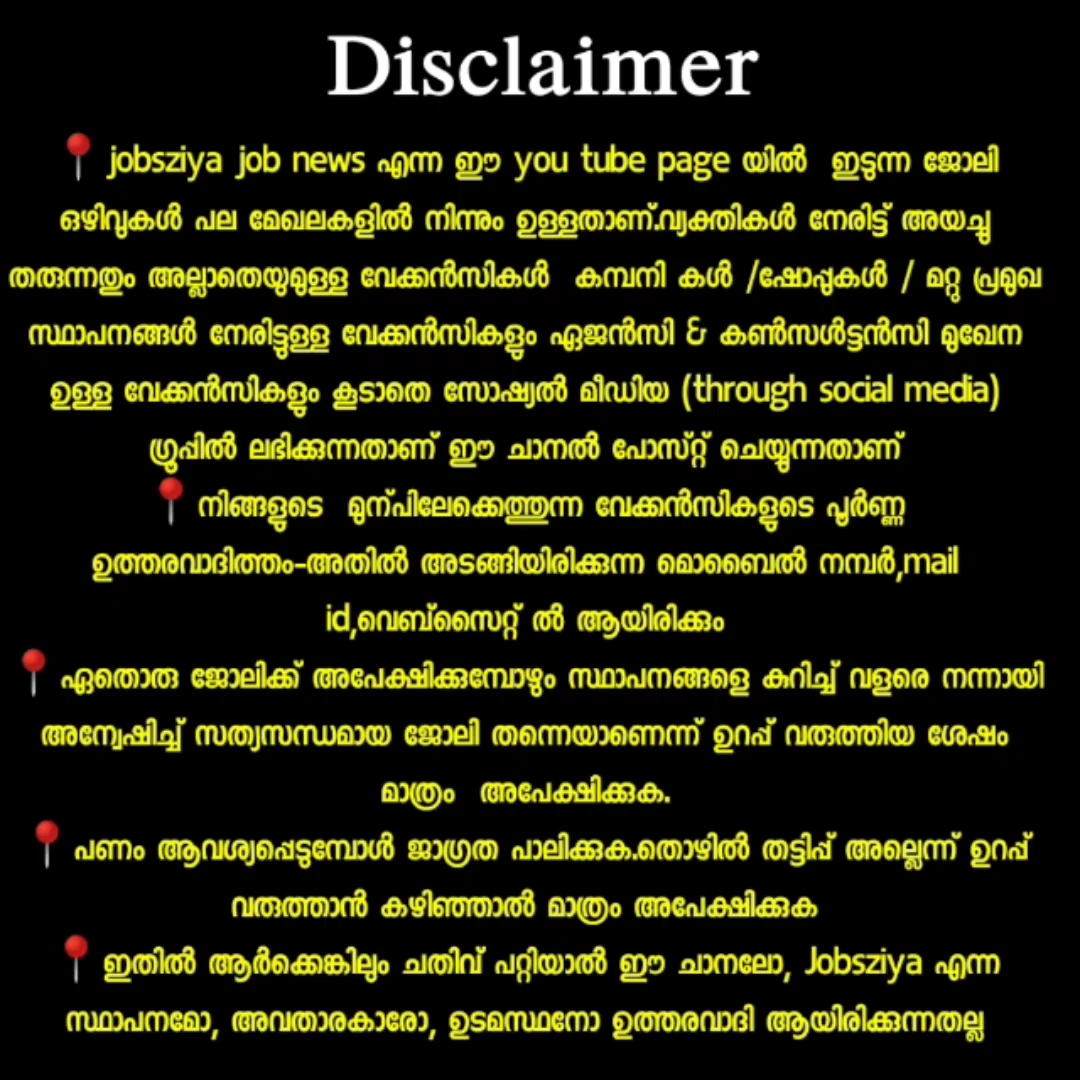 Disclaimer
📍 jobsziya job news എന്ന ഈ you tube page യിൽ ഇടുന്ന ജോലി
ഒഴിവുകൾ പല മേഖലകളിൽ നിന്നും ഉള്ളതാണ്.വ്യക്തികൾ നേരിട്ട് അയച്ചു
തരുന്നതും അല്ലാതെയുമുള്ള വേക്കൻസികൾ കമ്പനി കൾ /ഷോപ്പുകൾ / മറ്റു പ്രമുഖ
സ്ഥാപനങ്ങൾ നേരിട്ടുള്ള വേക്കൻസികളും ഏജൻസി & കൺസൾട്ടൻസി മുഖേന
ഉള്ള വേക്കൻസികളും കൂടാതെ സോഷ്യൽ മീഡിയ (through social media)
ഗ്രൂപ്പിൽ ലഭിക്കുന്നതാണ് ഈ ചാനൽ പോസ്റ്റ് ചെയ്യുന്നതാണ്
📍 നിങ്ങളുടെ മുന്പിലേക്കെത്തുന്ന വേക്കൻസികളുടെ പൂർണ്ണ
ഉത്തരവാദിത്തം-അതിൽ അടങ്ങിയിരിക്കുന്ന മൊബൈൽ നമ്പർ,mail
id,വെബ്സൈറ്റ് ൽ ആയിരിക്കും
📍 ഏതൊരു ജോലിക്ക് അപേക്ഷിക്കുമ്പോഴും സ്ഥാപനങ്ങളെ കുറിച്ച് വളരെ നന്നായി
അന്വേഷിച്ച് സത്യസന്ധമായ ജോലി തന്നെയാണെന്ന് ഉറപ്പ് വരുത്തിയ ശേഷം
മാത്രം അപേക്ഷിക്കുക.
📍 പണം ആവശ്യപ്പെടുമ്പോൾ ജാഗ്രത പാലിക്കുക.തൊഴിൽ തട്ടിപ്പ് അല്ലെന്ന് ഉറപ്പ്
വരുത്താൻ കഴിഞ്ഞാൽ മാത്രം അപേക്ഷിക്കുക
📍 ഇതിൽ ആർക്കെങ്കിലും ചതിവ് പറ്റിയാൽ ഈ ചാനലോ, Jobsziya എന്ന
സ്ഥാപനമോ, അവതാരകാരോ, ഉടമസ്ഥനോ ഉത്തരവാദി ആയിരിക്കുന്നതല്ല